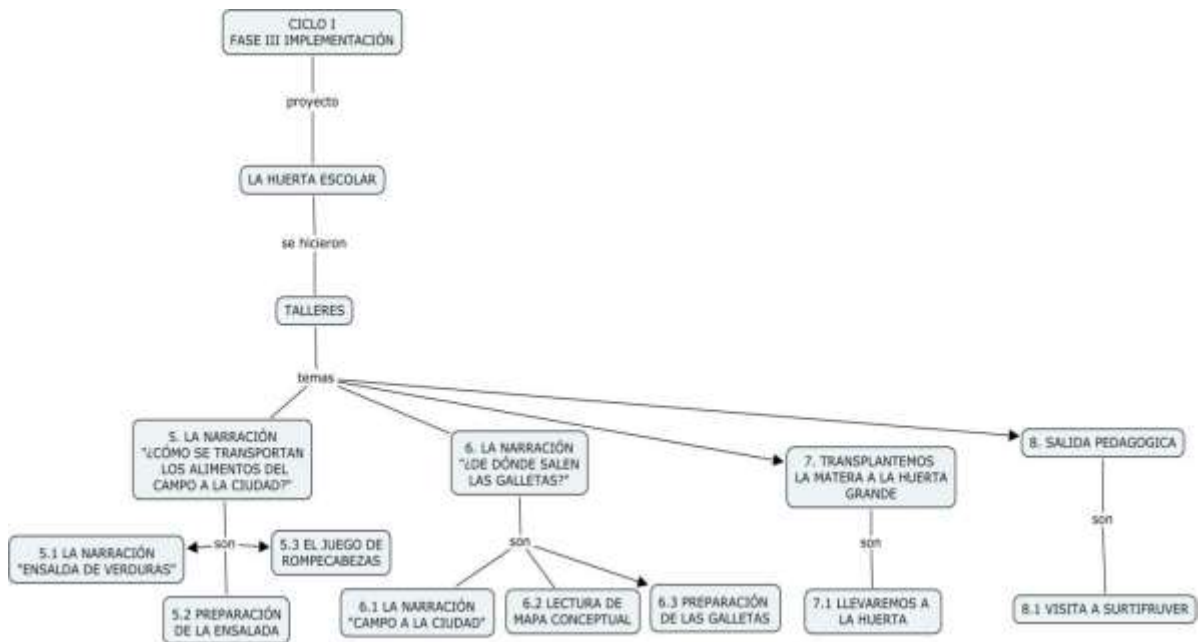 CICLO I
FASE III IMPLEMENTACIÓN
proyecto
LA HUERTA ESCOLAR
se hicieron
TALLERES
temas
5. LA NARRACIÓN
"¿CÓMO SE TRANSPORTAN
LOS ALIMENTOS DEL
CAMPO A LA CIUDAD?"
6. LA NARRACIÓN
"¿DE DÓNDE SALEN
LAS GALLETAS?"
7. TRANSPLANTEMOS
LA MATERA A LA HUERTA
GRANDE
8. SALIDA PEDAGOGICA
son
5.1 LA NARRACIÓN
"ENSALDA DE VERDURAS"
5.2 PREPARACIÓN
DE LA ENSALADA
5.3 EL JUEGO DE
ROMPECABEZAS
son
6.1 LA NARRACIÓN
"CAMPO A LA CIUDAD"
6.2 LECTURA DE
MAPA CONCEPTUAL
6.3 PREPARACIÓN
DE LAS GALLETAS
son
7.1 LLEVAREMOS A
LA HUERTA
son
8.1 VISITA A SURTIFRUVER